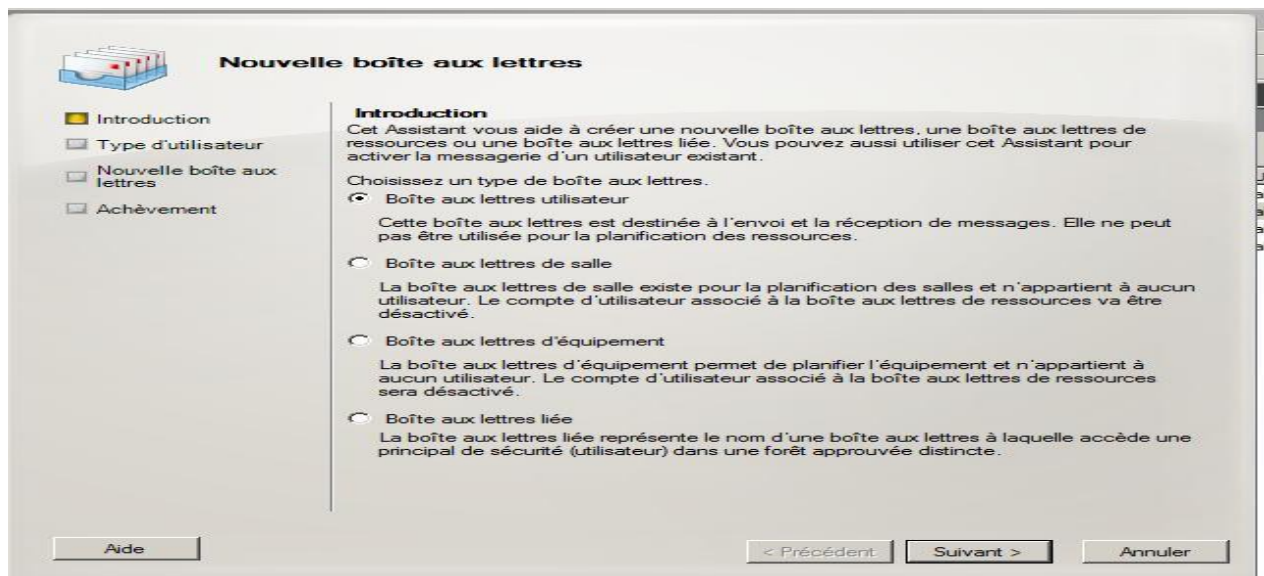 Nouvelle boîte aux lettres
Introduction
Type d'utilisateur
Nouvelle boîte aux
lettres
Achèvement
Introduction
Cet Assistant vous aide à créer une nouvelle boîte aux lettres, une boîte aux lettres de
ressources ou une boîte aux lettres liée. Vous pouvez aussi utiliser cet Assistant pour
activer la messagerie d'un utilisateur existant.
Choisissez un type de boîte aux lettres.
Boîte aux lettres utilisateur
Cette boîte aux lettres est destinée à l'envoi et la réception de messages. Elle ne peut
pas être utilisée pour la planification des ressources.
Boîte aux lettres de salle
La boîte aux lettres de salle existe pour la planification des salles et n'appartient à aucun
utilisateur. Le compte d'utilisateur associé à la boîte aux lettres de ressources va être
désactivé.
Boîte aux lettres d'équipement
La boîte aux lettres d'équipement permet de planifier l'équipement et n'appartient à
aucun utilisateur. Le compte d'utilisateur associé à la boîte aux lettres de ressources
sera désactivé.
Boîte aux lettres liée
La boîte aux lettres liée représente le nom d'une boîte aux lettres à laquelle accède une
principal de sécurité (utilisateur) dans une forêt approuvée distincte.
Aide
< Précédent
Suivant >
Annuler